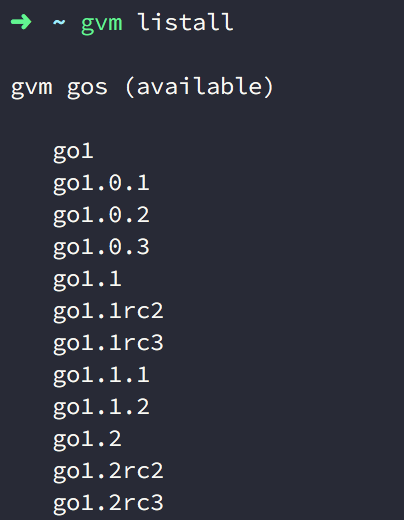 ➜ ~ gvm listall
gvm gos (available)
go1
go1.0.1
go1.0.2
go1.0.3
go1.1
go1.1rc2
go1.1rc3
go1.1.1
go1.1.2
go1.2
go1.2rc2
go1.2rc3